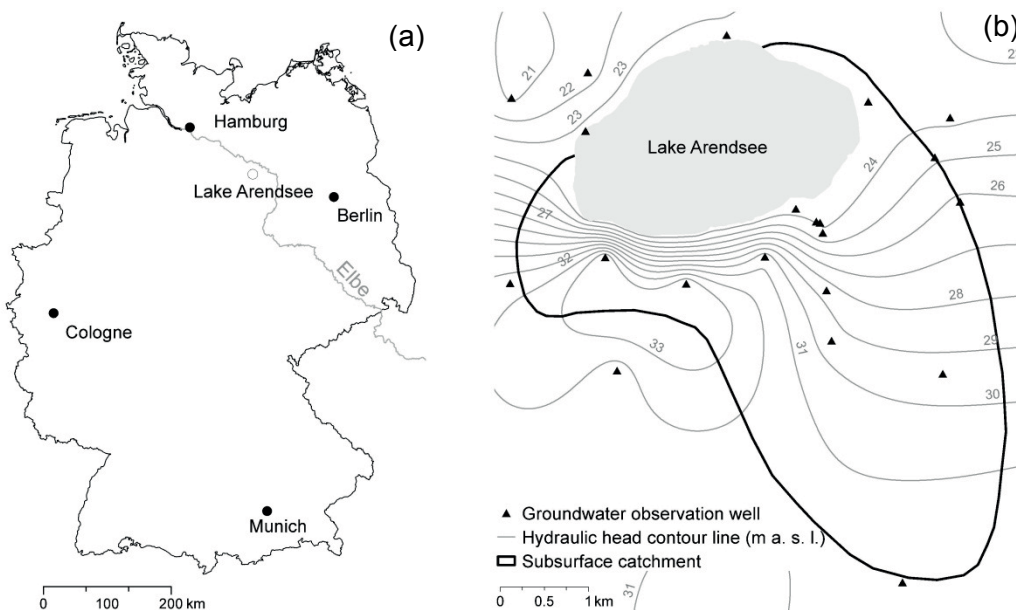 (a)
Hamburg
Lake Arendsee
Berlin
Elbe
Cologne
Munich
0 100 200 km
(b)
21
22
23
23
Lake Arendsee
24
25
26
27
32
28
33
31
29
30
▲ Groundwater observation well
Hydraulic head contour line (m a. s. l.)
Subsurface catchment
0 0.5 1 km
31